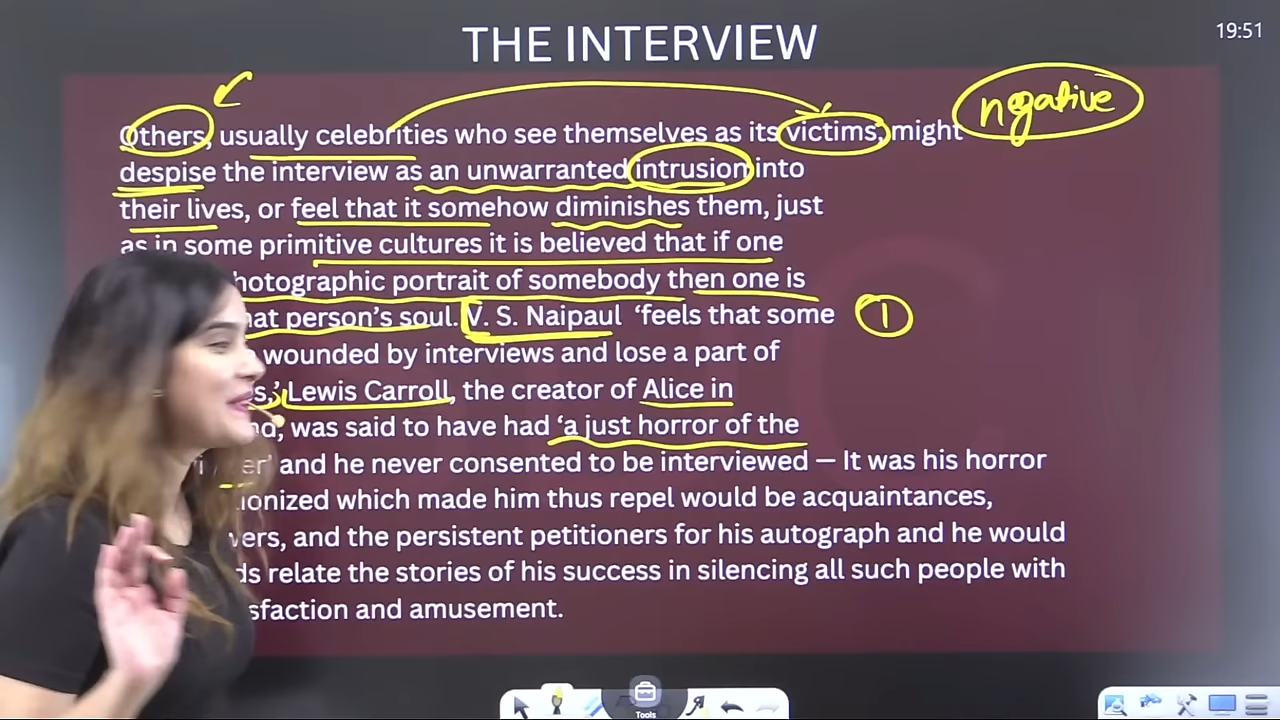 THE INTERVIEW
19:51
negative
Others, usually celebrities who see themselves as its victims, might
despise the interview as an unwarranted intrusion into
their lives, or feel that it somehow diminishes them, just
as in some primitive cultures it is believed that if one
hotographic portrait of somebody then one is
hat person's soul. V. S. Naipaul 'feels that some
1
wounded by interviews and lose a part of
s,' Lewis Carroll, the creator of Alice in
nd, was said to have had 'a just horror of the
er' and he never consented to be interviewed — It was his horror
ionized which made him thus repel would be acquaintances,
vers, and the persistent petitioners for his autograph and he would
ds relate the stories of his success in silencing all such people with
sfaction and amusement.
Tools